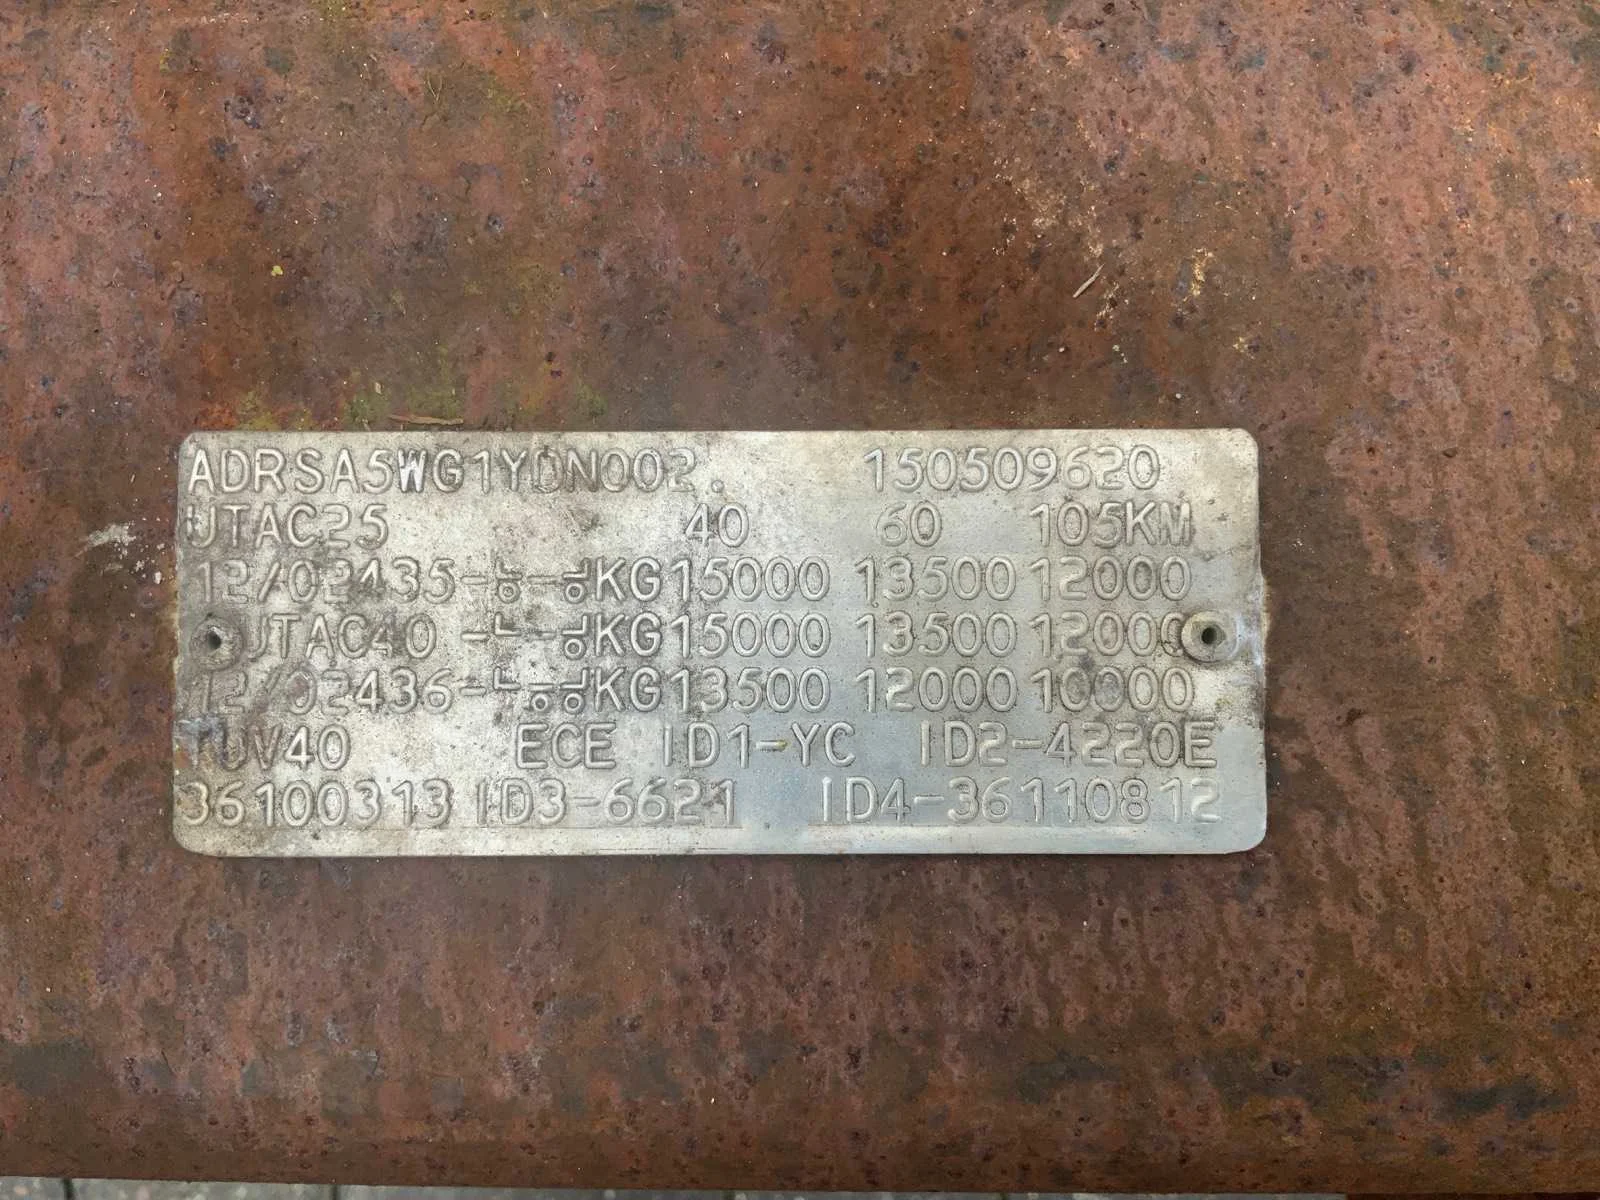 ADRSA5WG1YDN002. 150509620
UTAC25 40 60 105KM
12/02435- - KG15000 13500 12000
UTAC40 - - KG15000 13500 12000
12/02436- KG13500 12000 10000
TUV40 ECE ID1-YC ID2-4220E
36100313 ID3-6621 ID4-36110812